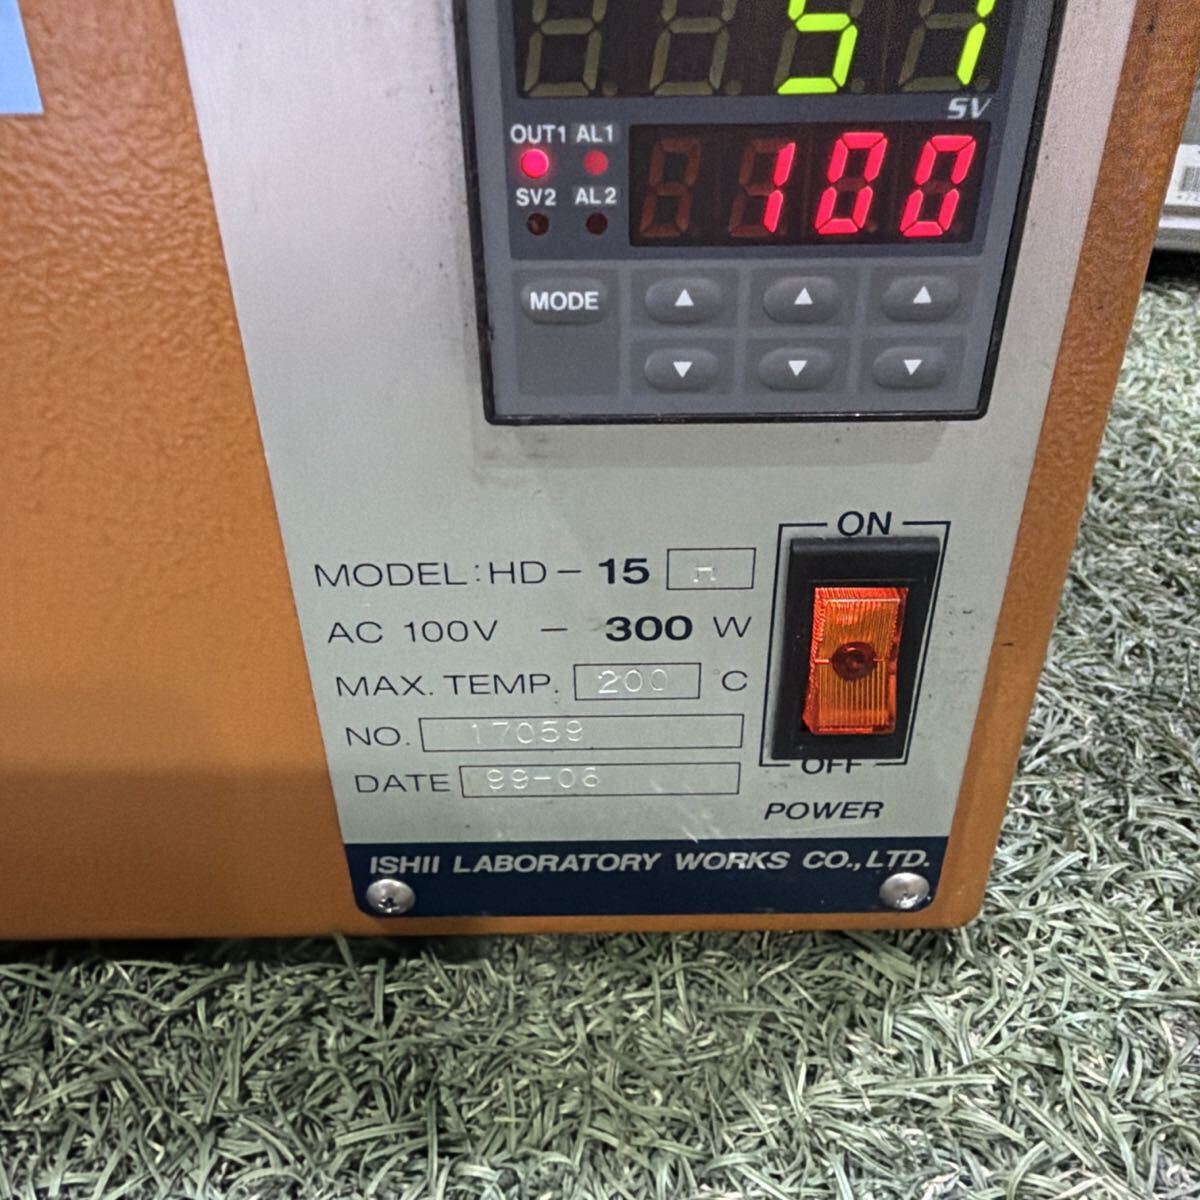 51
SV
OUT1 AL1
100
SV2 AL2
MODE
ON
MODEL:HD-15
AC 100V - 300 W
MAX. TEMP. 200 °C
NO. 17059
DATE 99-06
OFF
POWER
ISHII LABORATORY WORKS CO.,LTD.